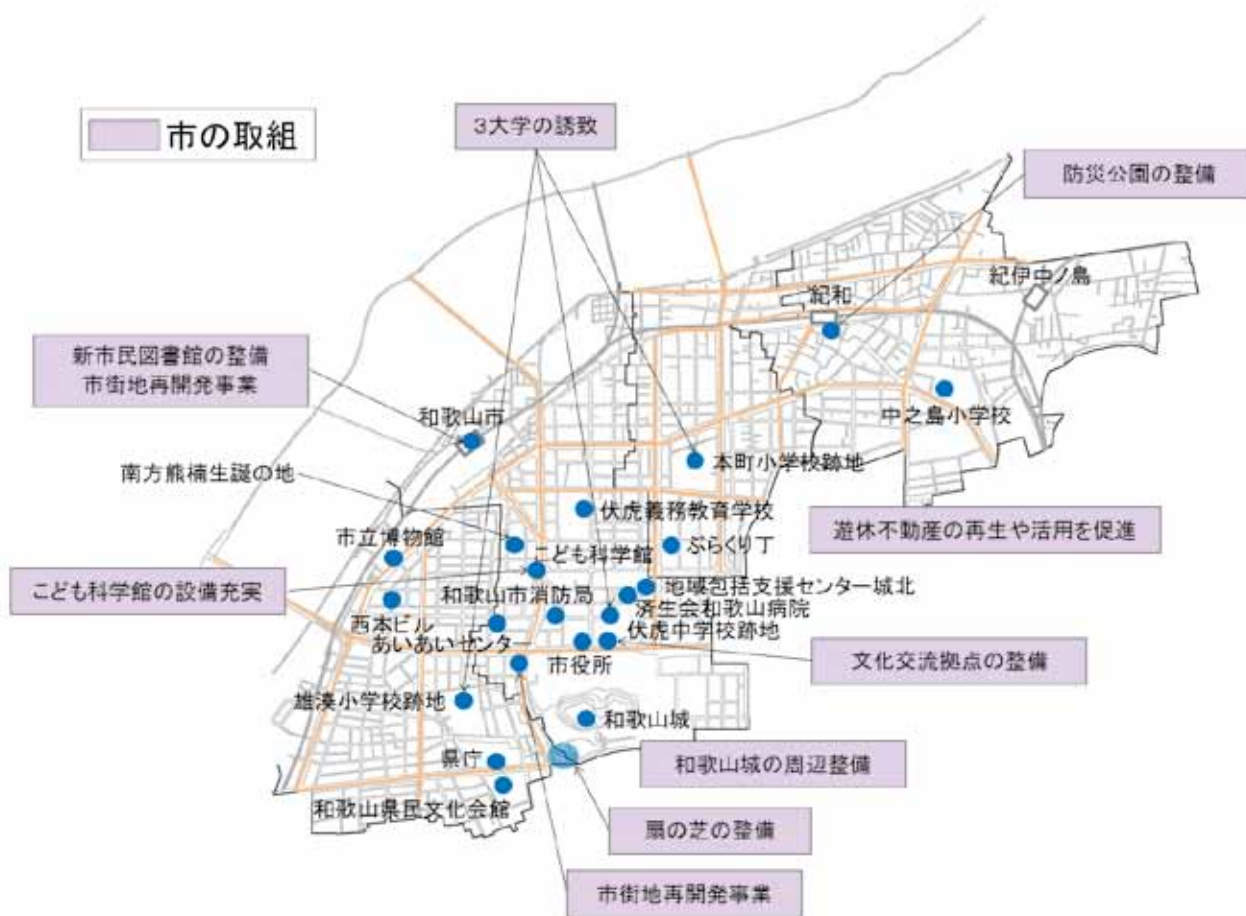 市の取組
3大学の誘致
防災公園の整備
紀伊中ノ島
紀和
新市民図書館の整備
市街地再開発事業
和歌山市
中之島小学校
南方熊楠生誕の地
本町小学校跡地
伏虎義務教育学校
遊休不動産の再生や活用を促進
市立博物館
こども科学館
ぶらくり丁
こども科学館の設備充実
和歌山市消防局
地域包括支援センター城北
済生会和歌山病院
西本ビル
伏虎中学校跡地
あいあいセンター
市役所
文化交流拠点の整備
雄湊小学校跡地
和歌山城
県庁
和歌山城の周辺整備
和歌山県民文化会館
扇の芝の整備
市街地再開発事業